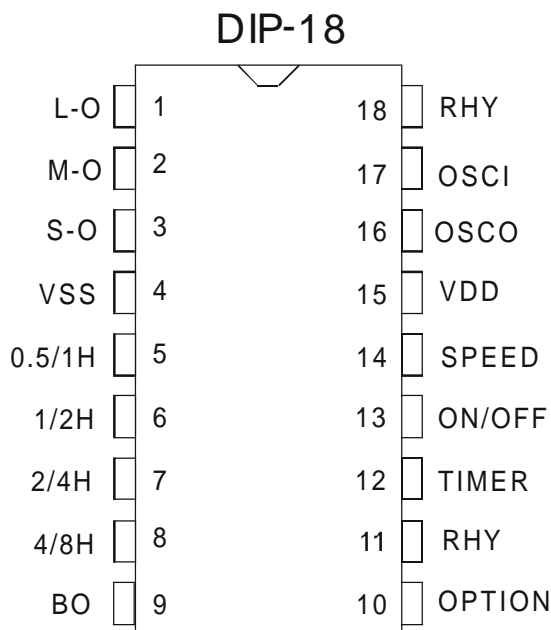 DIP-18
L-O 1 18 RHY
M-O 2 17 OSCI
S-O 3 16 OSCO
VSS 4 15 VDD
0.5/1H 5 14 SPEED
1/2H 6 13 ON/OFF
2/4H 7 12 TIMER
4/8H 8 11 RHY
BO 9 10 OPTION